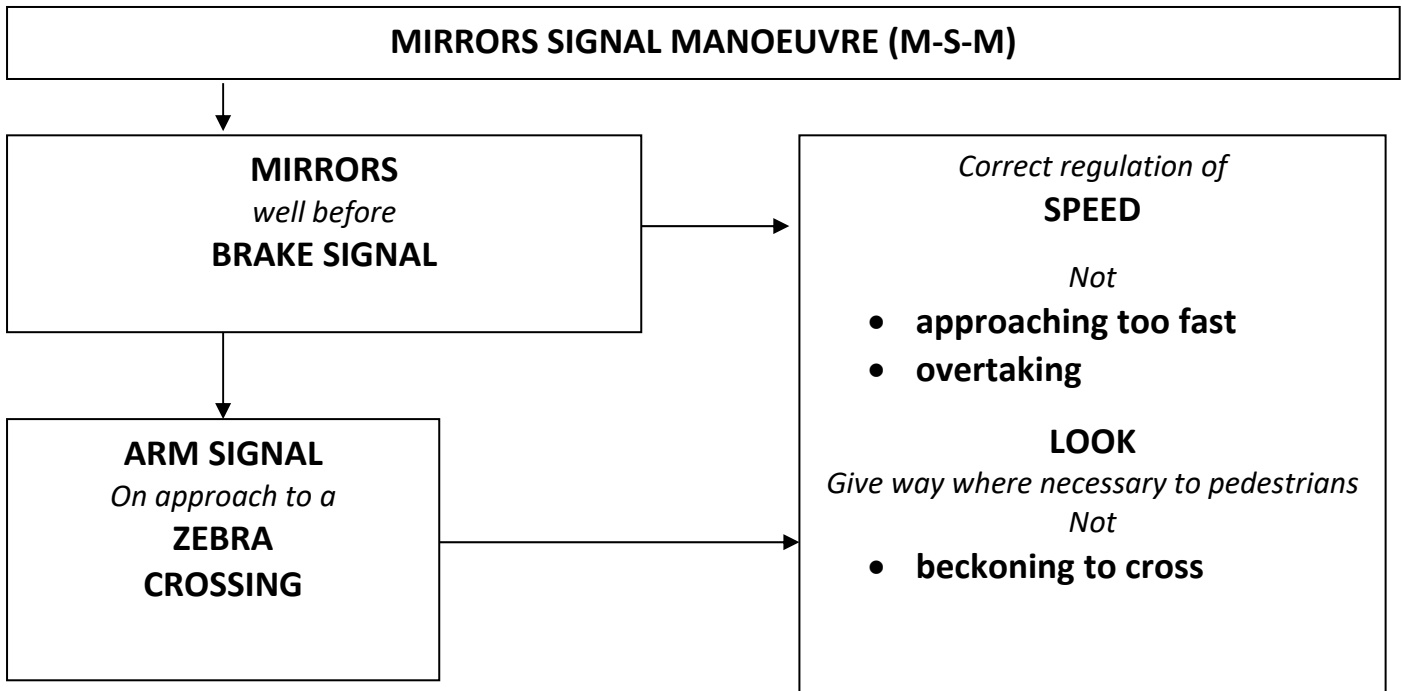 MIRRORS SIGNAL MANOEUVRE (M-S-M)
MIRRORS
well before
BRAKE SIGNAL
ARM SIGNAL
On approach to a
ZEBRA
CROSSING
Correct regulation of
SPEED
Not
• approaching too fast
• overtaking
LOOK
Give way where necessary to pedestrians
Not
• beckoning to cross